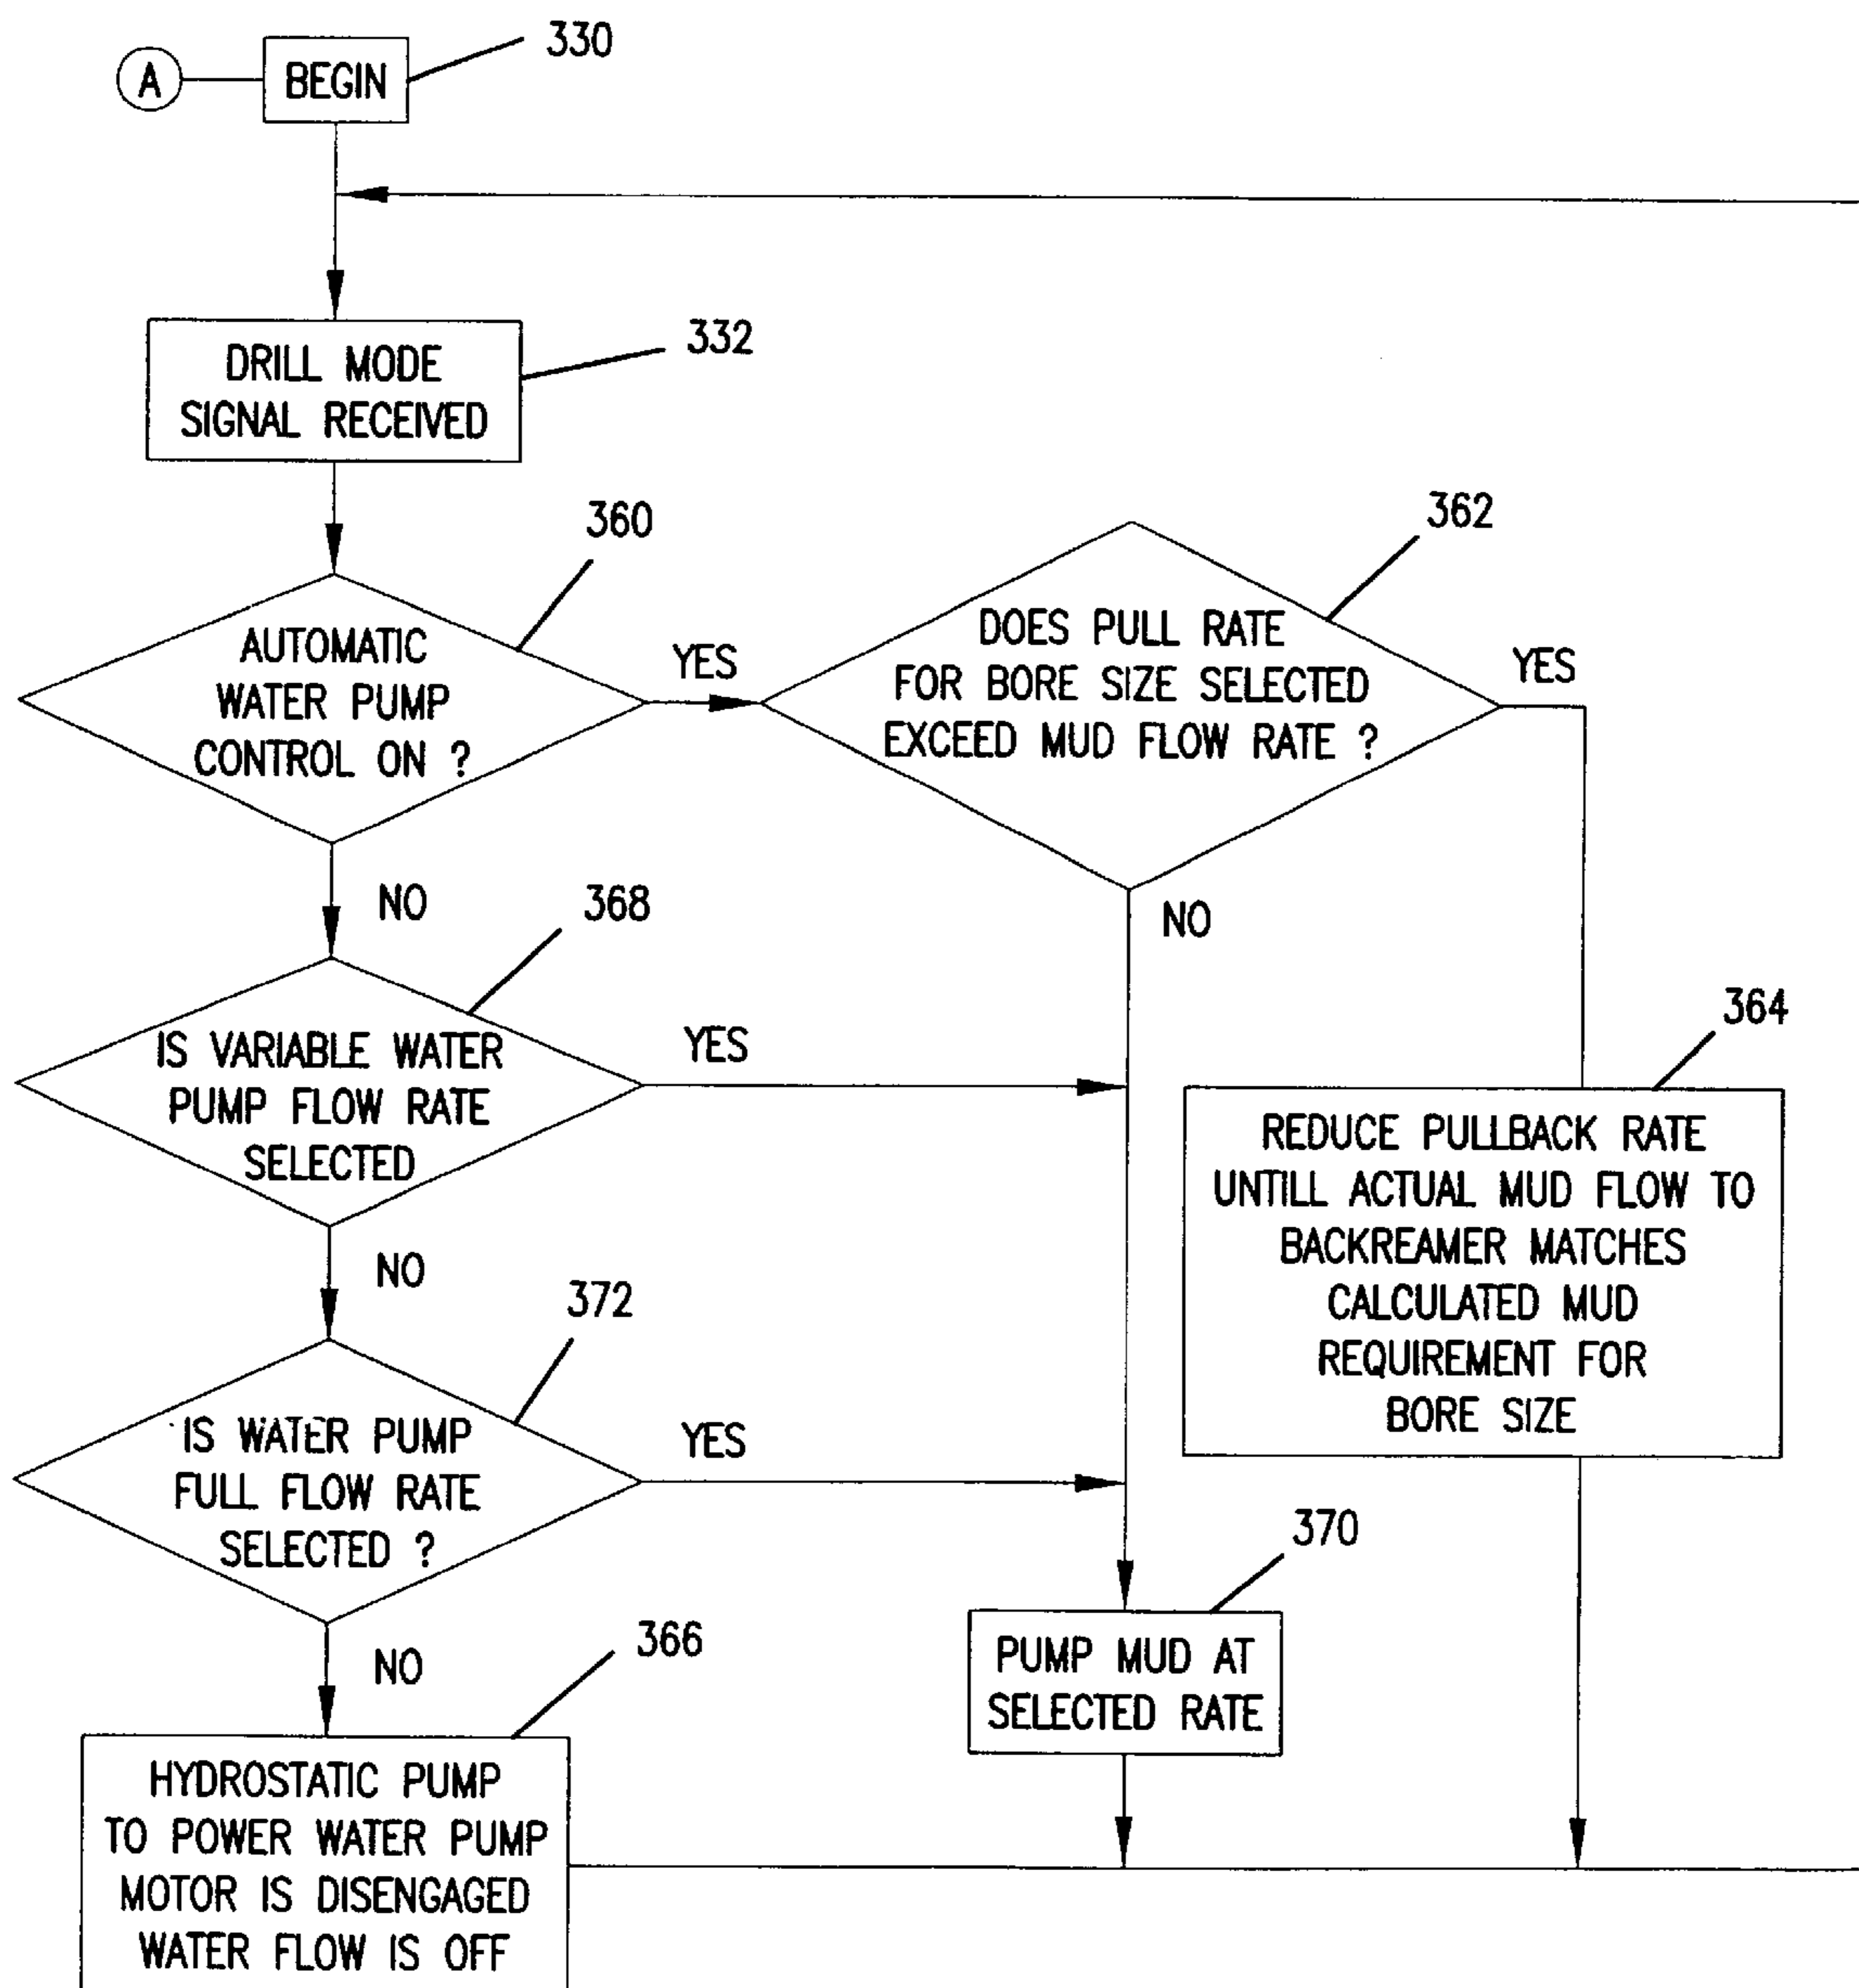 A
BEGIN
330
DRILL MODE
SIGNAL RECEIVED
332
AUTOMATIC
WATER PUMP
CONTROL ON ?
360
YES
DOES PULL RATE
FOR BORE SIZE SELECTED
EXCEED MUD FLOW RATE ?
362
YES
NO
NO
IS VARIABLE WATER
PUMP FLOW RATE
SELECTED
368
YES
REDUCE PULLBACK RATE
UNTILL ACTUAL MUD FLOW TO
BACKREAMER MATCHES
CALCULATED MUD
REQUIREMENT FOR
BORE SIZE
364
NO
IS WATER PUMP
FULL FLOW RATE
SELECTED ?
372
YES
PUMP MUD AT
SELECTED RATE
370
NO
HYDROSTATIC PUMP
TO POWER WATER PUMP
MOTOR IS DISENGAGED
WATER FLOW IS OFF
366